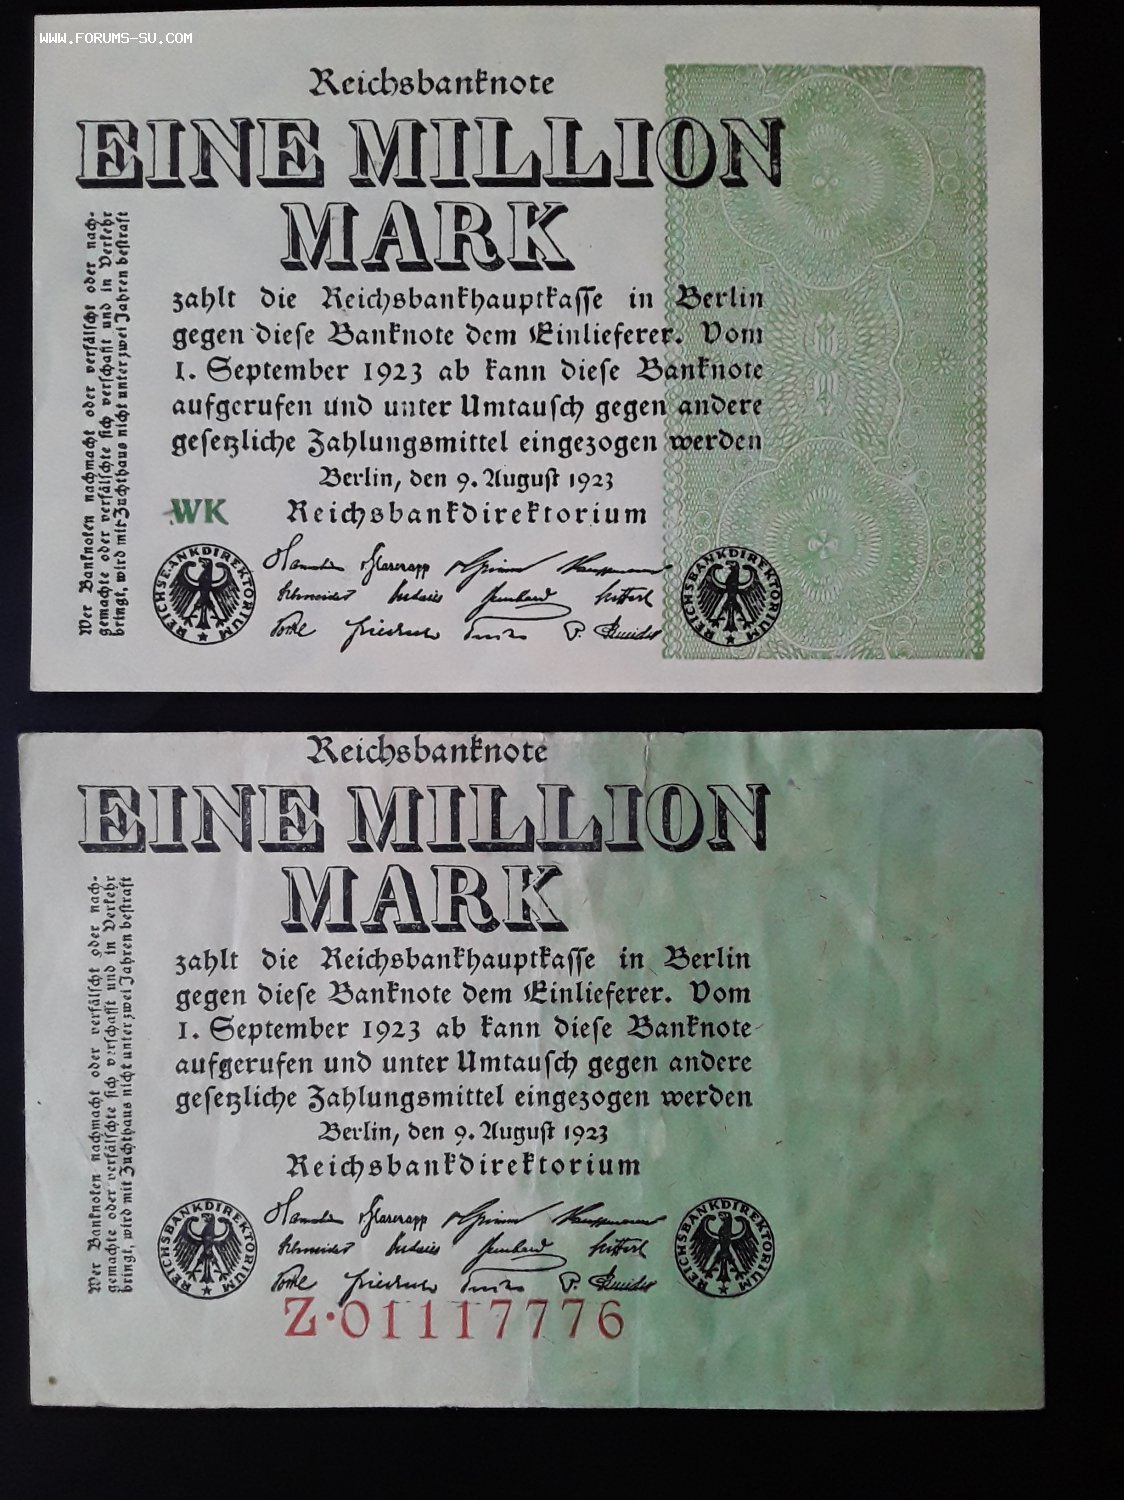 WWW.FORUMS-SU.COM
Reichsbanknote
EINE MILLION
MARK
zahlt die Reichsbankhauptkasse in Berlin
gegen diese Banknote dem Einlieferer. Vom
1. September 1923 ab kann diese Banknote
aufgerufen und unter Umtausch gegen andere
gesetzliche Zahlungsmittel eingezogen werden
Berlin, den 9. August 1923
WK Reichsbankdirektorium
REICHSBANKDIREKTORIUM
REICHSBANKDIREKTORIUM
Wer Banknoten nachmacht oder verfälscht oder nach-
gemachte oder verfälschte sich verschafft und in Verkehr
bringt, wird mit Zuchthaus nicht unter zwei Jahren bestraft
Reichsbanknote
EINE MILLION
MARK
zahlt die Reichsbankhauptkasse in Berlin
gegen diese Banknote dem Einlieferer. Vom
1. September 1923 ab kann diese Banknote
aufgerufen und unter Umtausch gegen andere
gesetzliche Zahlungsmittel eingezogen werden
Berlin, den 9. August 1923
Reichsbankdirektorium
REICHSBANKDIREKTORIUM
REICHSBANKDIREKTORIUM
Z·01117776
Wer Banknoten nachmacht oder verfälscht oder nach-
gemachte oder verfälschte sich verschafft und in Verkehr
bringt, wird mit Zuchthaus nicht unter zwei Jahren bestraft